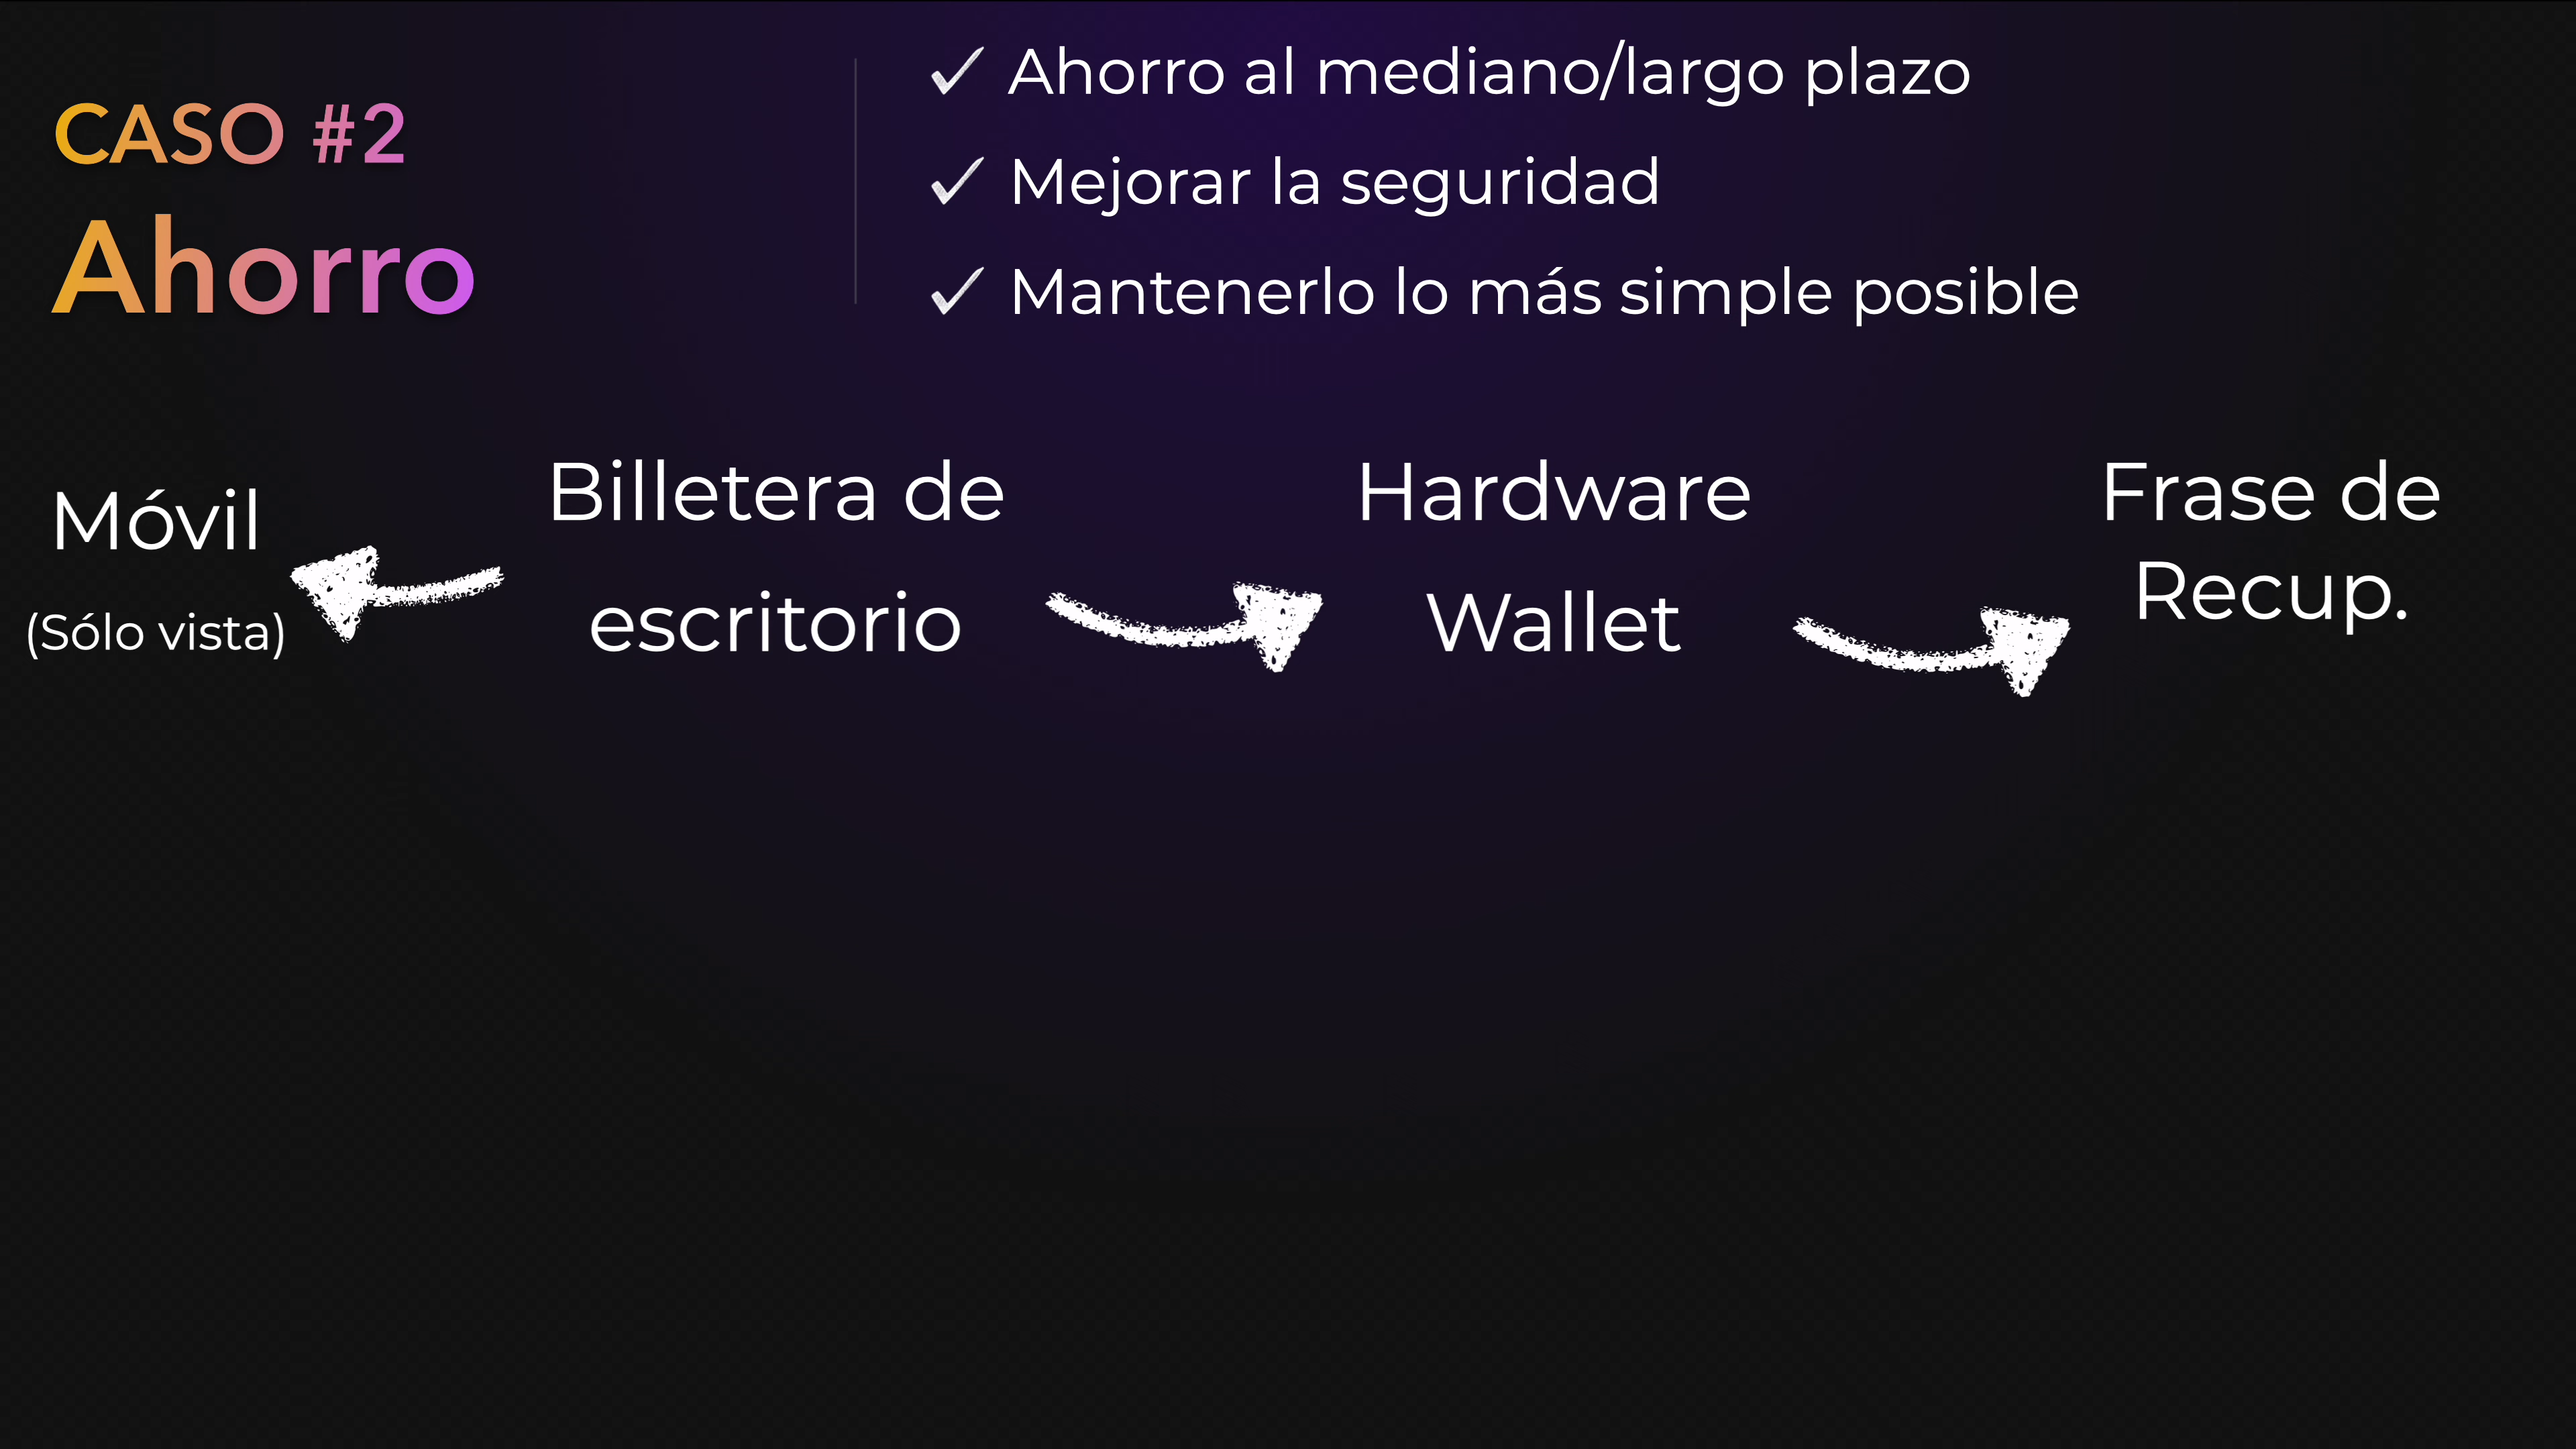 CASO #2
Ahorro
Ahorro al mediano/largo plazo
Mejorar la seguridad
Mantenerlo lo más simple posible
Móvil
(Sólo vista)
Billetera de
escritorio
Hardware
Wallet
Frase de
Recup.